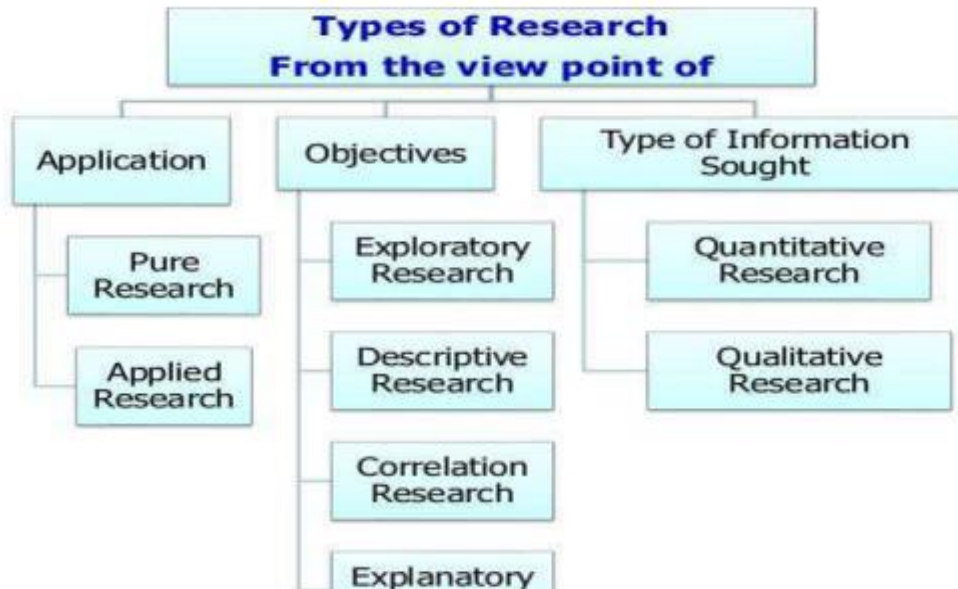 Types of Research
From the view point of
Application
Objectives
Type of Information
Sought
Pure
Research
Applied
Research
Exploratory
Research
Descriptive
Research
Correlation
Research
Explanatory
Quantitative
Research
Qualitative
Research